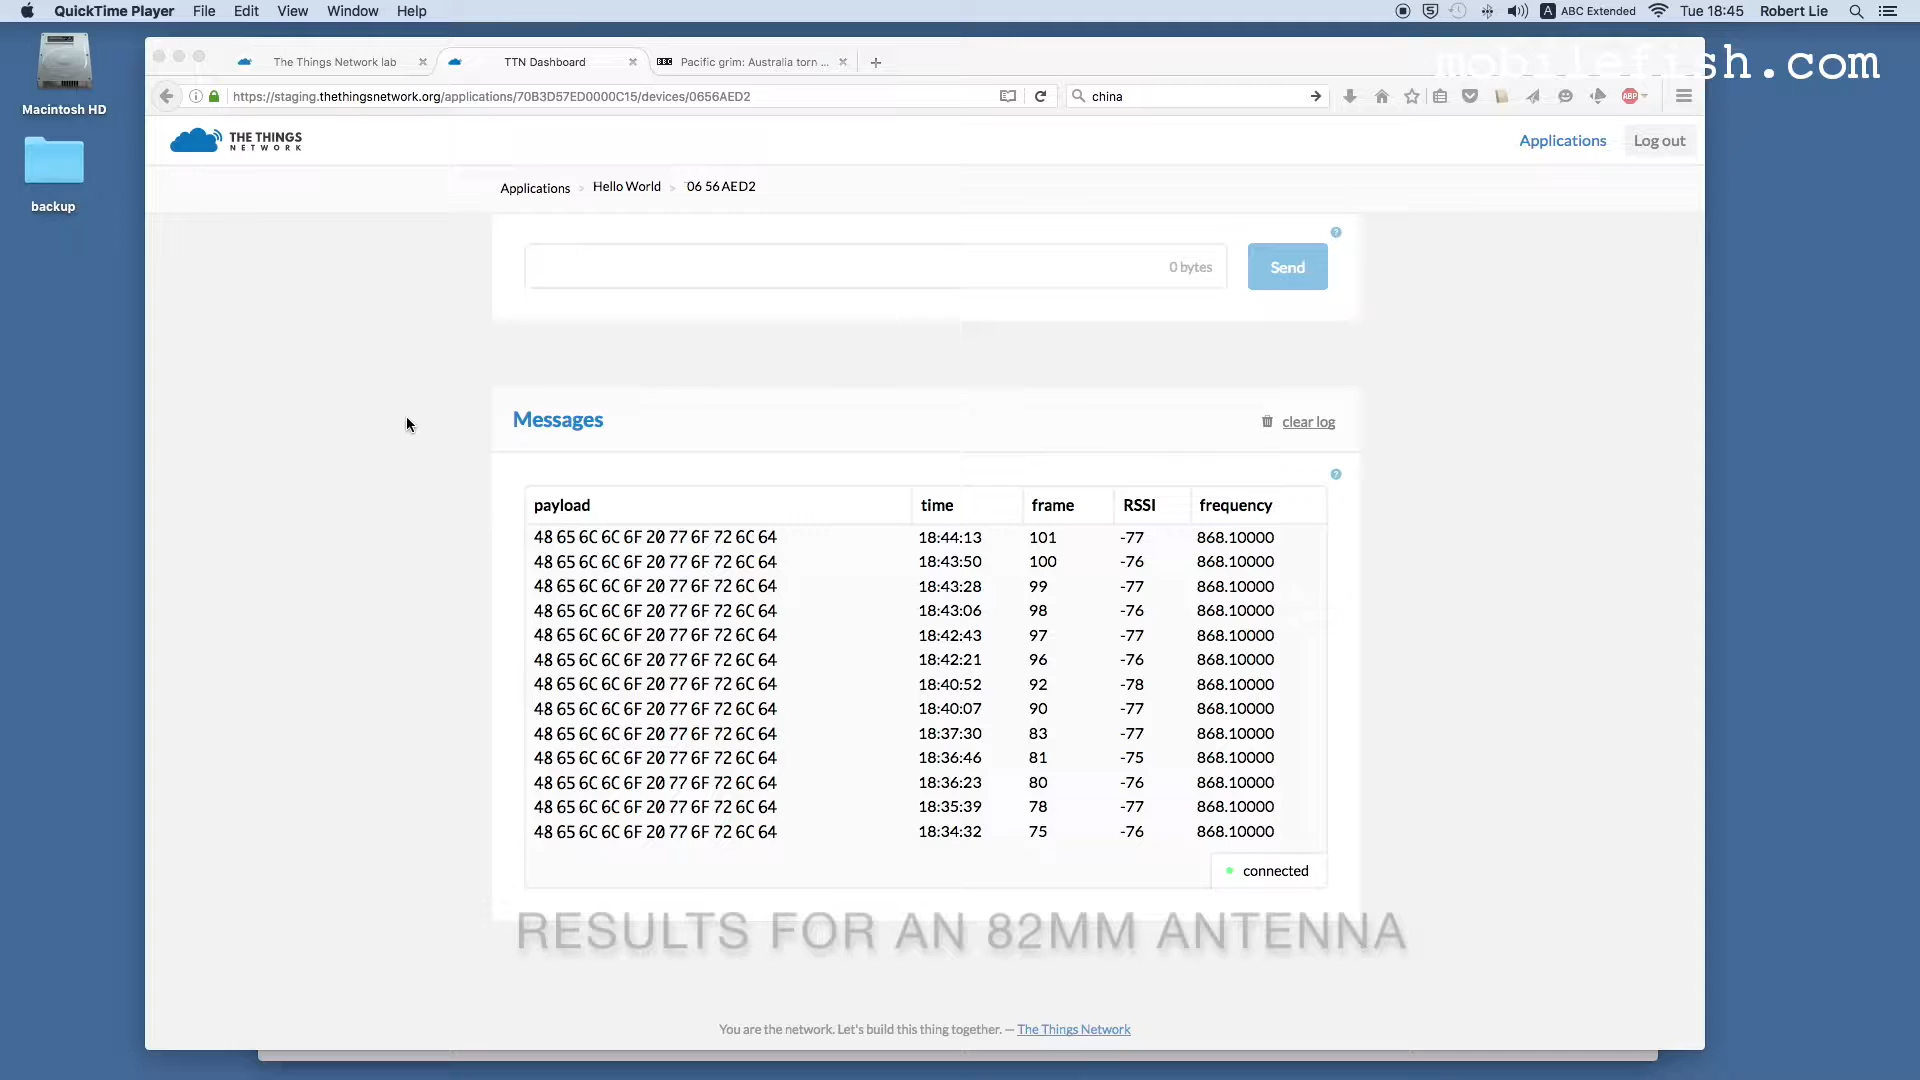 QuickTime Player File Edit View Window Help ABC Extended Tue 18:45 Robert Lie
mobilefish.com
Macintosh HD
backup
The Things Network lab TTN Dashboard BBC Pacific grim: Australia torn ...
https://staging.thethingsnetwork.org/applications/70B3D57ED0000C15/devices/0656AED2 china ABP
THE THINGS
NETWORK
Applications Log out
Applications Hello World 06 56 AE D2
0 bytes Send
Messages clear log
payload time frame RSSI frequency
48 65 6C 6C 6F 20 77 6F 72 6C 64 18:44:13 101 -77 868.10000
48 65 6C 6C 6F 20 77 6F 72 6C 64 18:43:50 100 -76 868.10000
48 65 6C 6C 6F 20 77 6F 72 6C 64 18:43:28 99 -77 868.10000
48 65 6C 6C 6F 20 77 6F 72 6C 64 18:43:06 98 -76 868.10000
48 65 6C 6C 6F 20 77 6F 72 6C 64 18:42:43 97 -77 868.10000
48 65 6C 6C 6F 20 77 6F 72 6C 64 18:42:21 96 -76 868.10000
48 65 6C 6C 6F 20 77 6F 72 6C 64 18:40:52 92 -78 868.10000
48 65 6C 6C 6F 20 77 6F 72 6C 64 18:40:07 90 -77 868.10000
48 65 6C 6C 6F 20 77 6F 72 6C 64 18:37:30 83 -77 868.10000
48 65 6C 6C 6F 20 77 6F 72 6C 64 18:36:46 81 -75 868.10000
48 65 6C 6C 6F 20 77 6F 72 6C 64 18:36:23 80 -76 868.10000
48 65 6C 6C 6F 20 77 6F 72 6C 64 18:35:39 78 -77 868.10000
48 65 6C 6C 6F 20 77 6F 72 6C 64 18:34:32 75 -76 868.10000
connected
RESULTS FOR AN 82MM ANTENNA
You are the network. Let's build this thing together. — The Things Network